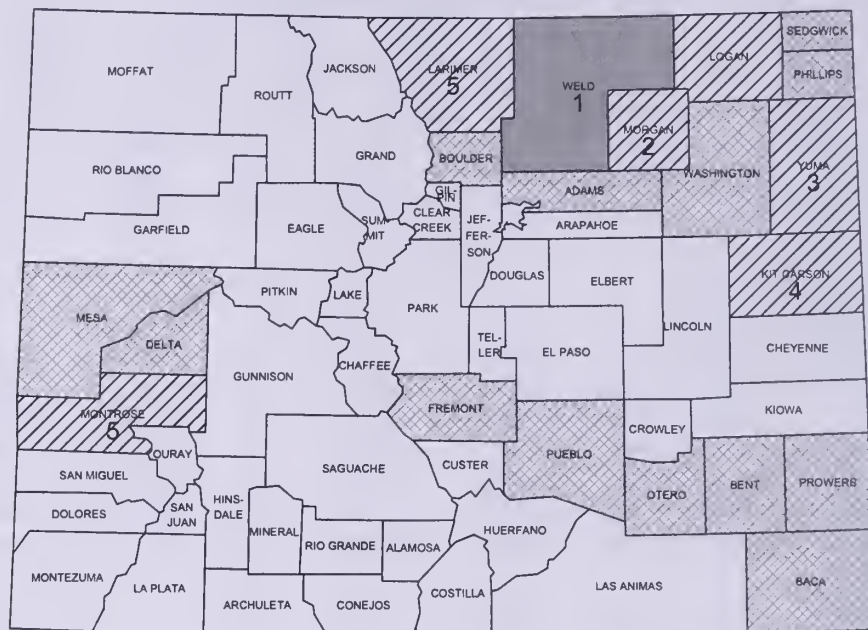 MOFFAT
ROUTT
JACKSON
LARIMER
5
WELD
1
LOGAN
SEDGWICK
PHILLIPS
RIO BLANCO
GRAND
BOULDER
MORGAN
2
WASHINGTON
YUMA
3
GARFIELD
EAGLE
SUM-
MIT
GIL-
PIN
CLEAR
CREEK
JEF-
FER-
SON
ADAMS
ARAPAHOE
DOUGLAS
ELBERT
KIT CARSON
4
MESA
DELTA
PITKIN
LAKE
PARK
LINCOLN
CHEYENNE
GUNNISON
CHAFFEE
TEL-
LER
EL PASO
MONTROSE
5
OURAY
FREMONT
CROWLEY
KIOWA
SAN MIGUEL
SAGUACHE
CUSTER
PUEBLO
OTERO
BENT
PROWERS
DOLORES
SAN
JUAN
HINS-
DALE
MINERAL
RIO GRANDE
ALAMOSA
HUERFANO
MONTEZUMA
LA PLATA
ARCHULETA
CONEJOS
COSTILLA
LAS ANIMAS
BACA